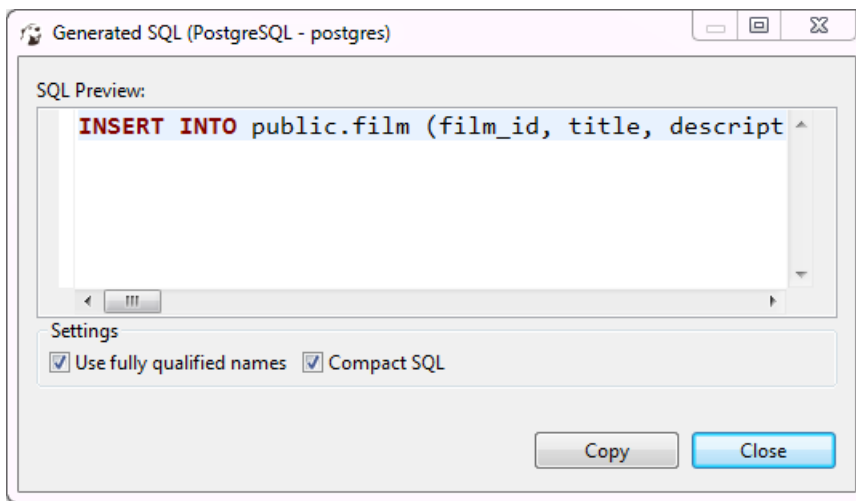 Generated SQL (PostgreSQL - postgres)
SQL Preview:
INSERT INTO public.film (film_id, title, descript
Settings
Use fully qualified names Compact SQL
Copy Close